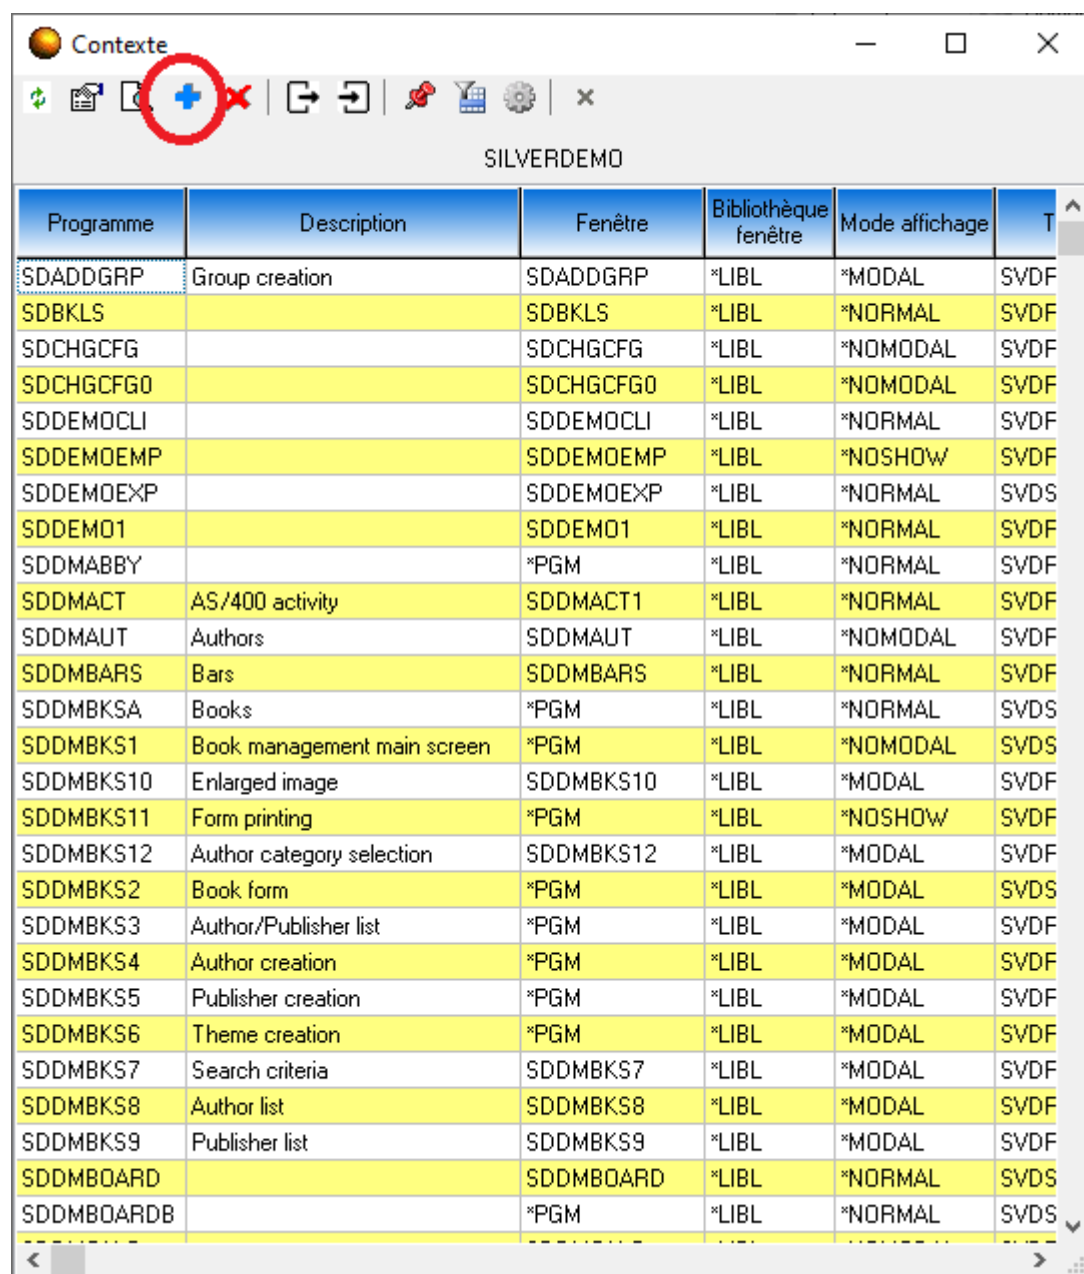 Contexte
SILVERDEMO
Programme Description Fenêtre Bibliothèque fenêtre Mode affichage T
SDADDGRP Group creation SDADDGRP *LIBL *MODAL SVDF
SDBKLS SDBKLS *LIBL *NORMAL SVDF
SDCHGCFG SDCHGCFG *LIBL *NOMODAL SVDF
SDCHGCFG0 SDCHGCFG0 *LIBL *NOMODAL SVDF
SDDEMOCLI SDDEMOCLI *LIBL *NORMAL SVDF
SDDEMOEMP SDDEMOEMP *LIBL *NOSHOW SVDF
SDDEMOEXP SDDEMOEXP *LIBL *NORMAL SVDS
SDDEMO1 SDDEMO1 *LIBL *NORMAL SVDF
SDDMABBY *PGM *LIBL *NORMAL SVDF
SDDMACT AS/400 activity SDDMACT1 *LIBL *NORMAL SVDF
SDDMAUT Authors SDDMAUT *LIBL *NOMODAL SVDF
SDDMBARS Bars SDDMBARS *LIBL *NORMAL SVDF
SDDMBKSA Books *PGM *LIBL *NORMAL SVDS
SDDMBKS1 Book management main screen *PGM *LIBL *NOMODAL SVDS
SDDMBKS10 Enlarged image SDDMBKS10 *LIBL *MODAL SVDF
SDDMBKS11 Form printing *PGM *LIBL *NOSHOW SVDF
SDDMBKS12 Author category selection SDDMBKS12 *LIBL *MODAL SVDF
SDDMBKS2 Book form *PGM *LIBL *MODAL SVDS
SDDMBKS3 Author/Publisher list *PGM *LIBL *MODAL SVDF
SDDMBKS4 Author creation *PGM *LIBL *MODAL SVDF
SDDMBKS5 Publisher creation *PGM *LIBL *MODAL SVDF
SDDMBKS6 Theme creation *PGM *LIBL *MODAL SVDF
SDDMBKS7 Search criteria SDDMBKS7 *LIBL *MODAL SVDF
SDDMBKS8 Author list SDDMBKS8 *LIBL *MODAL SVDF
SDDMBKS9 Publisher list SDDMBKS9 *LIBL *MODAL SVDF
SDDMBOARD SDDMBOARD *LIBL *NORMAL SVDS
SDDMBOARDB *PGM *LIBL *NORMAL SVDS